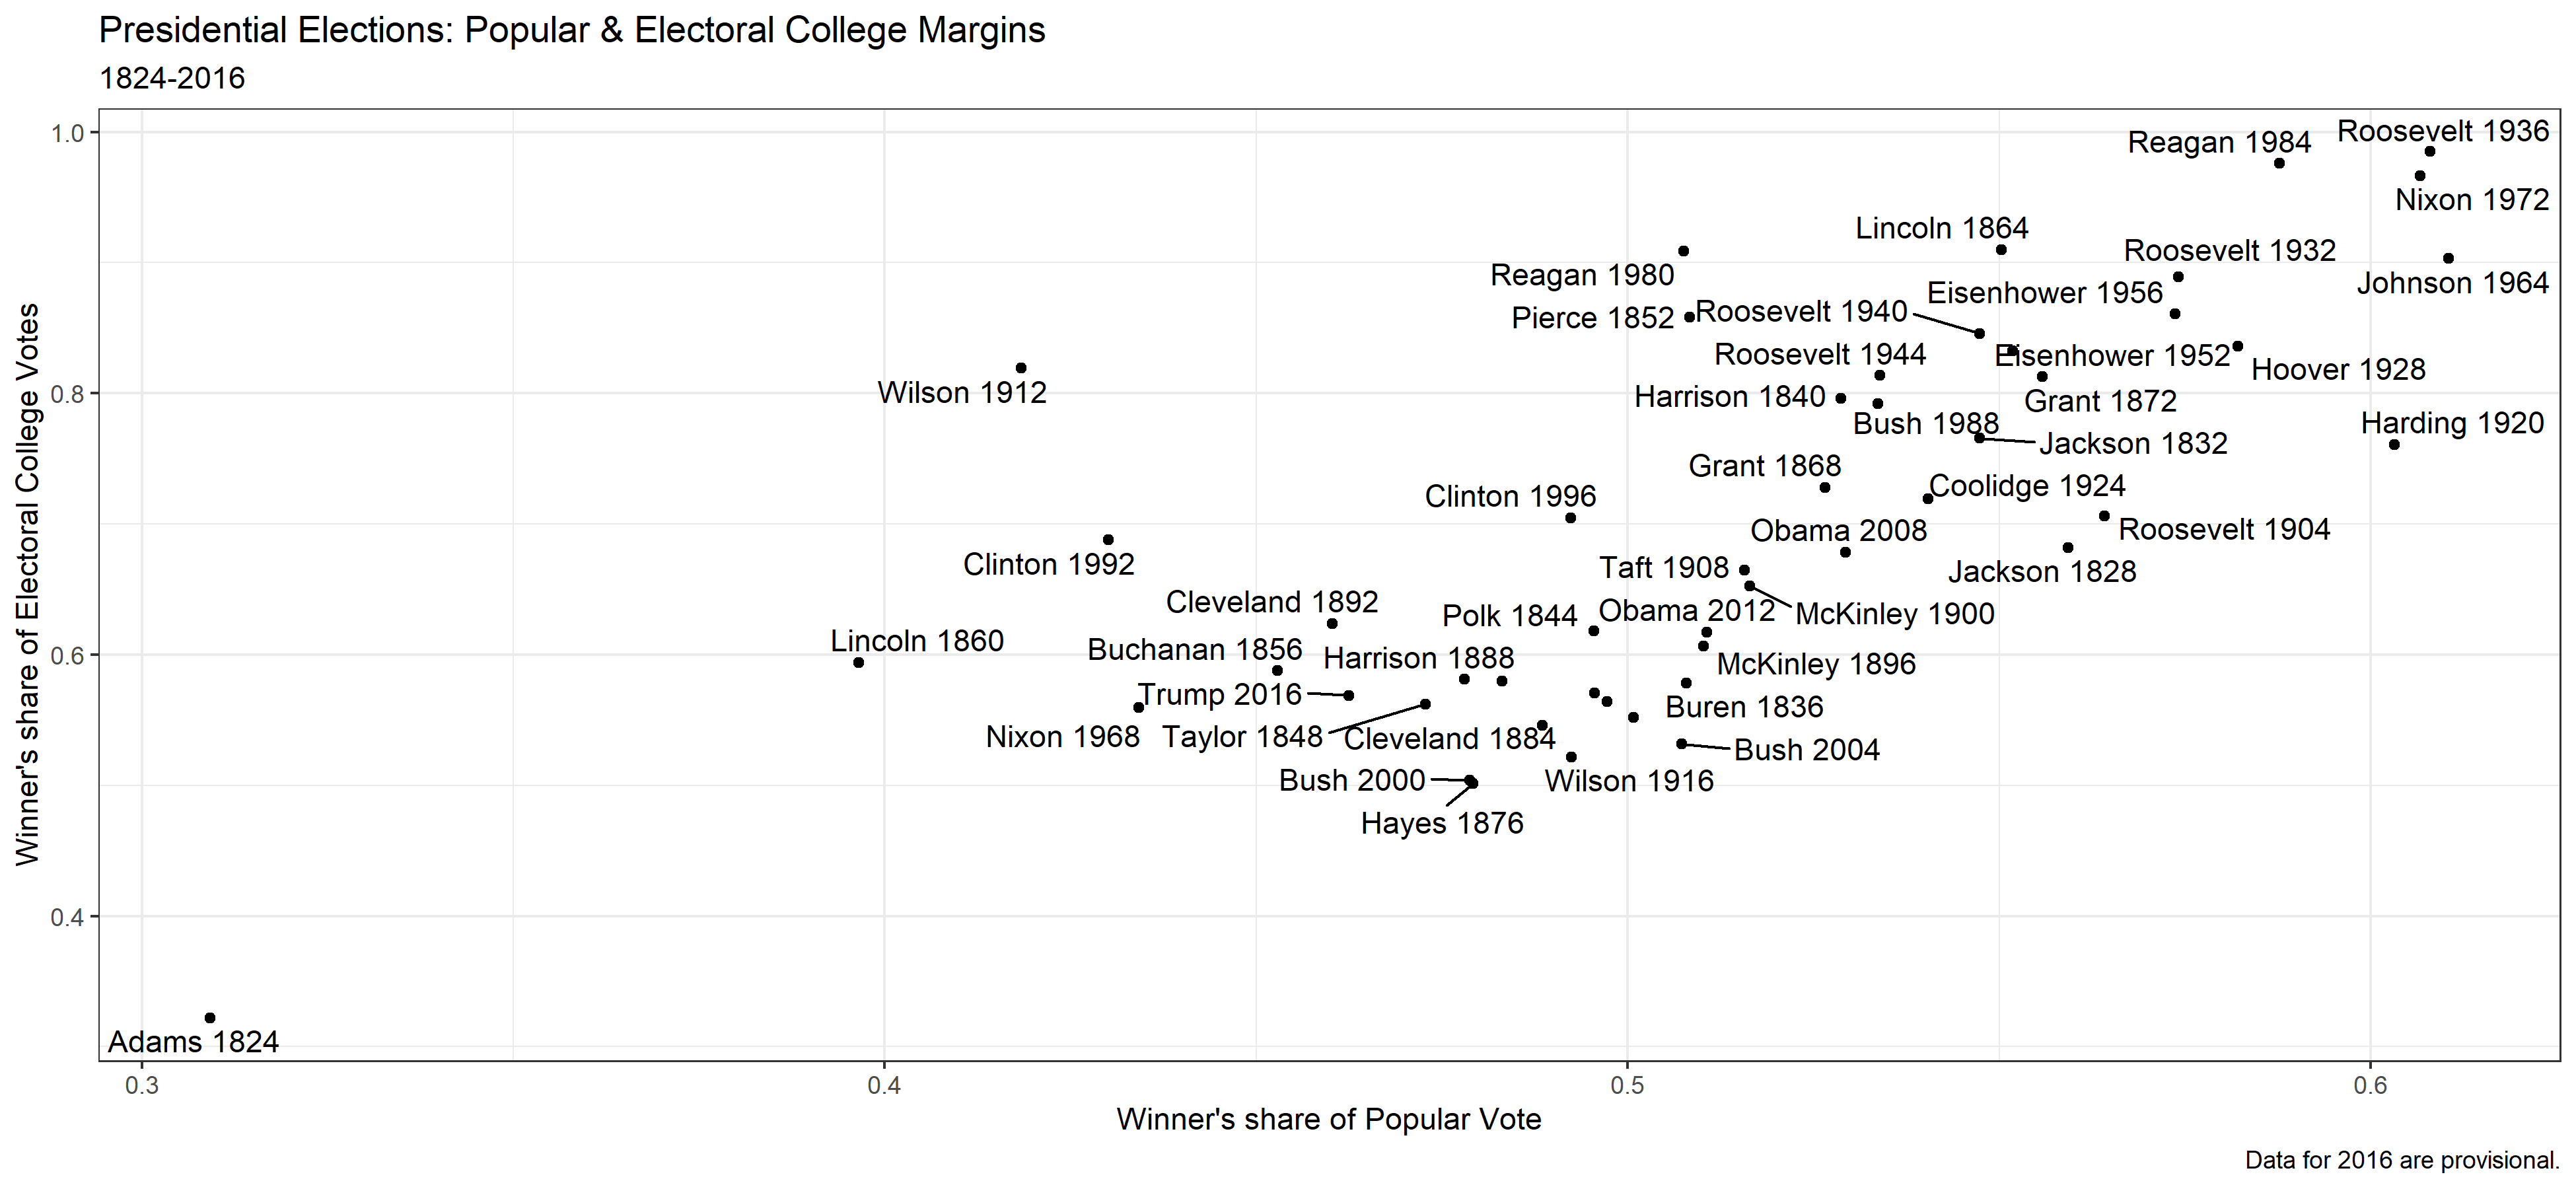 Presidential Elections: Popular & Electoral College Margins
1824-2016
Winner's share of Electoral College Votes
1.0
0.8
0.6
0.4
Roosevelt 1936
Reagan 1984
Nixon 1972
Lincoln 1864
Roosevelt 1932
Reagan 1980
Johnson 1964
Eisenhower 1956
Roosevelt 1940
Pierce 1852
Roosevelt 1944
Eisenhower 1952
Hoover 1928
Wilson 1912
Harrison 1840
Grant 1872
Bush 1988
Harding 1920
Jackson 1832
Grant 1868
Coolidge 1924
Clinton 1996
Obama 2008
Roosevelt 1904
Clinton 1992
Taft 1908
Jackson 1828
Cleveland 1892
Polk 1844
Obama 2012
McKinley 1900
Lincoln 1860
Buchanan 1856
Harrison 1888
McKinley 1896
Trump 2016
Buren 1836
Nixon 1968
Taylor 1848
Cleveland 1884
Bush 2004
Bush 2000
Wilson 1916
Hayes 1876
Adams 1824
0.3
0.4
0.5
0.6
Winner's share of Popular Vote
Data for 2016 are provisional.